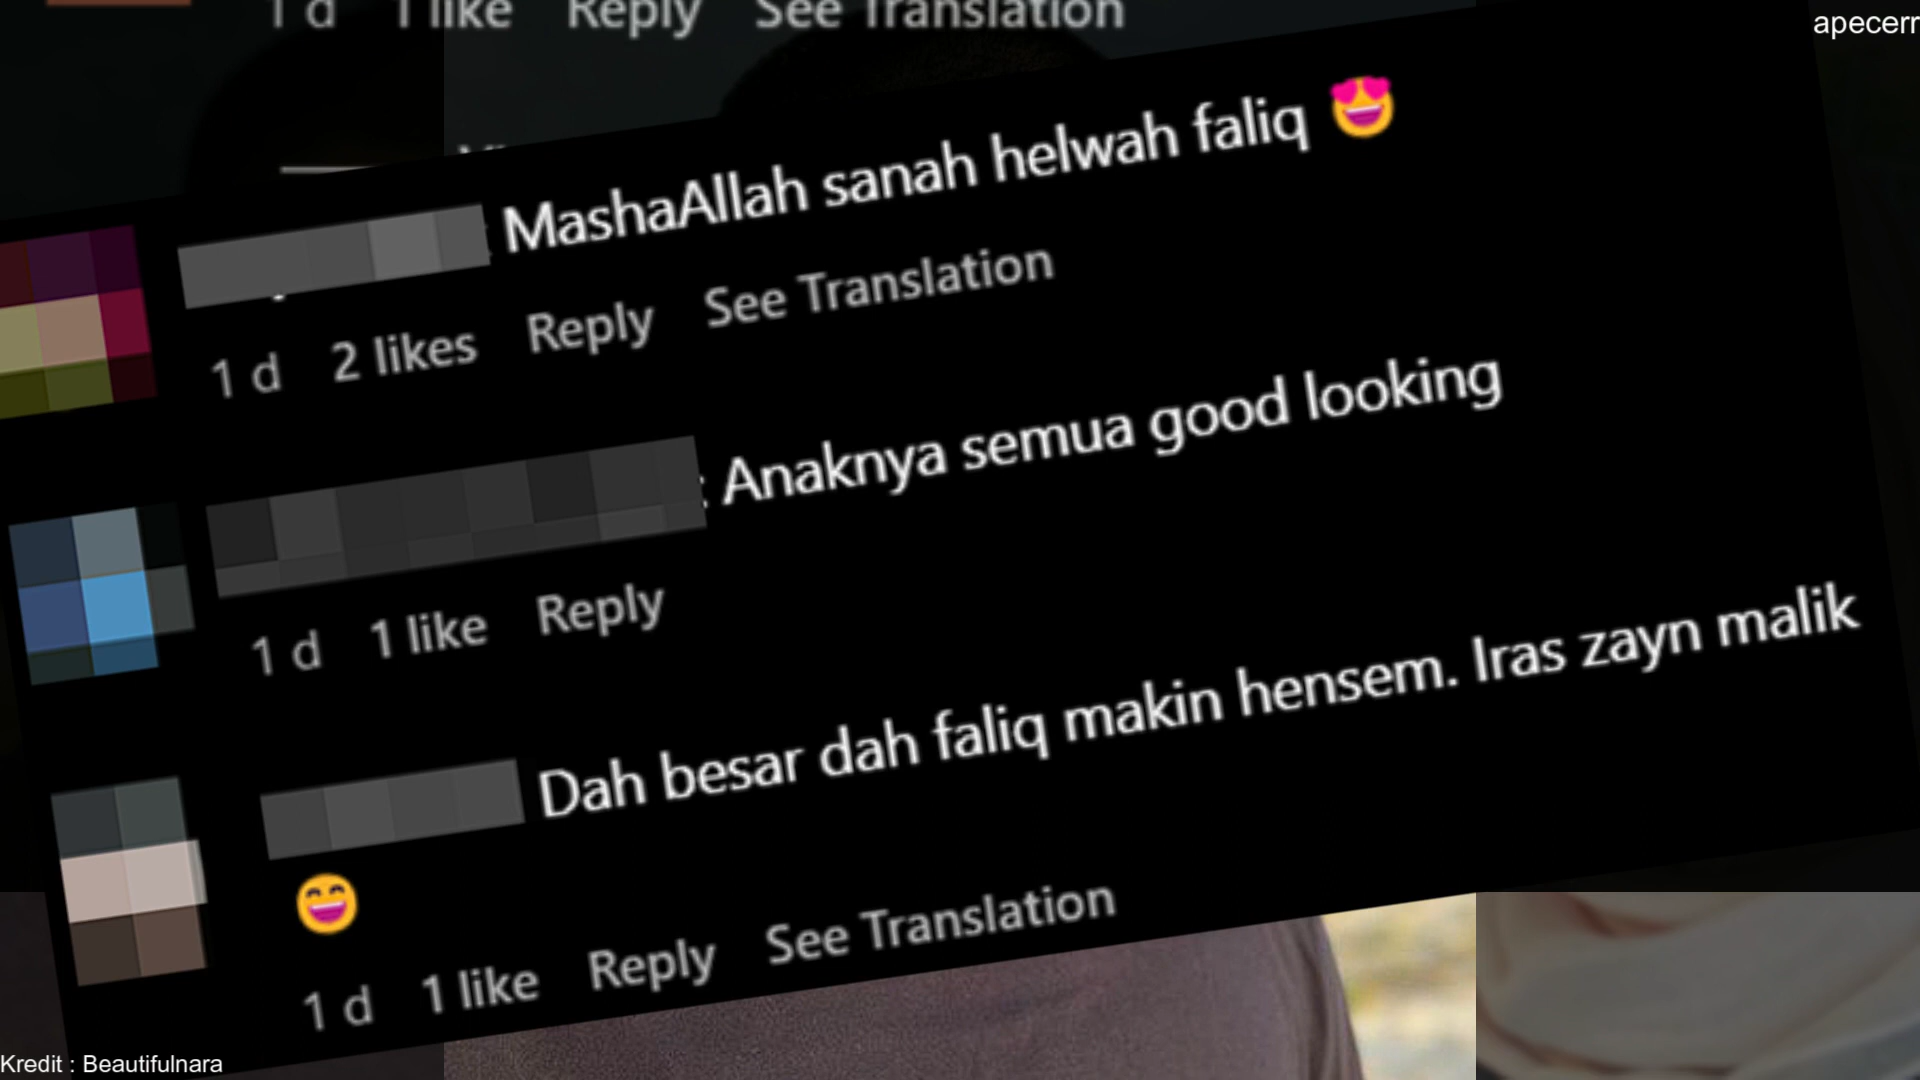 1 d 1 like Reply See Translation
apecerr
MashaAllah sanah helwah faliq 😍
1 d 2 likes Reply See Translation
: Anaknya semua good looking
1 d 1 like Reply
Dah besar dah faliq makin hensem. Iras zayn malik
😄
1 d 1 like Reply See Translation
Kredit : Beautifulnara